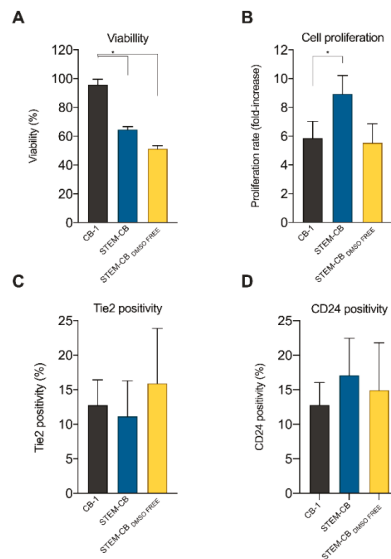 A
Viabillity
*
Viability (%)
120
100
80
60
40
20
0
CB-1
STEM-CB
STEM-CB DMSO FREE
B
Cell proliferation
*
Proliferation rate (fold-increase)
12
10
8
6
4
2
0
CB-1
STEM-CB
STEM-CB DMSO FREE
C
Tie2 positivity
Tie2 positivity (%)
25
20
15
10
5
0
CB-1
STEM-CB
STEM-CB DMSO FREE
D
CD24 positivity
CD24 positivity (%)
25
20
15
10
5
0
CB-1
STEM-CB
STEM-CB DMSO FREE